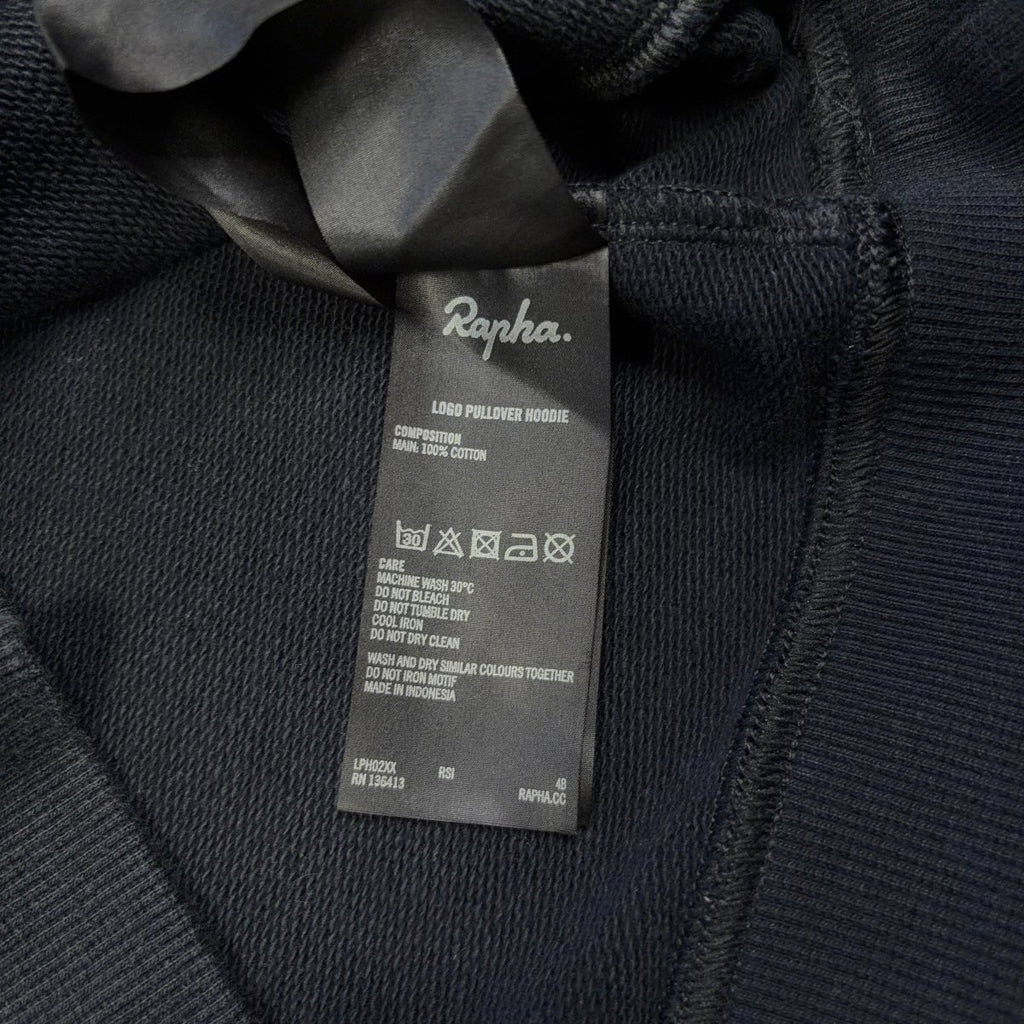 Rapha.
LOGO PULLOVER HOODIE
COMPOSITION
MAIN: 100% COTTON
30
CARE
MACHINE WASH 30°C
DO NOT BLEACH
DO NOT TUMBLE DRY
COOL IRON
DO NOT DRY CLEAN
WASH AND DRY SIMILAR COLOURS TOGETHER
DO NOT IRON MOTIF
MADE IN INDONESIA
LPH02XX RSI 4B
RN 136413 RAPHA.CC